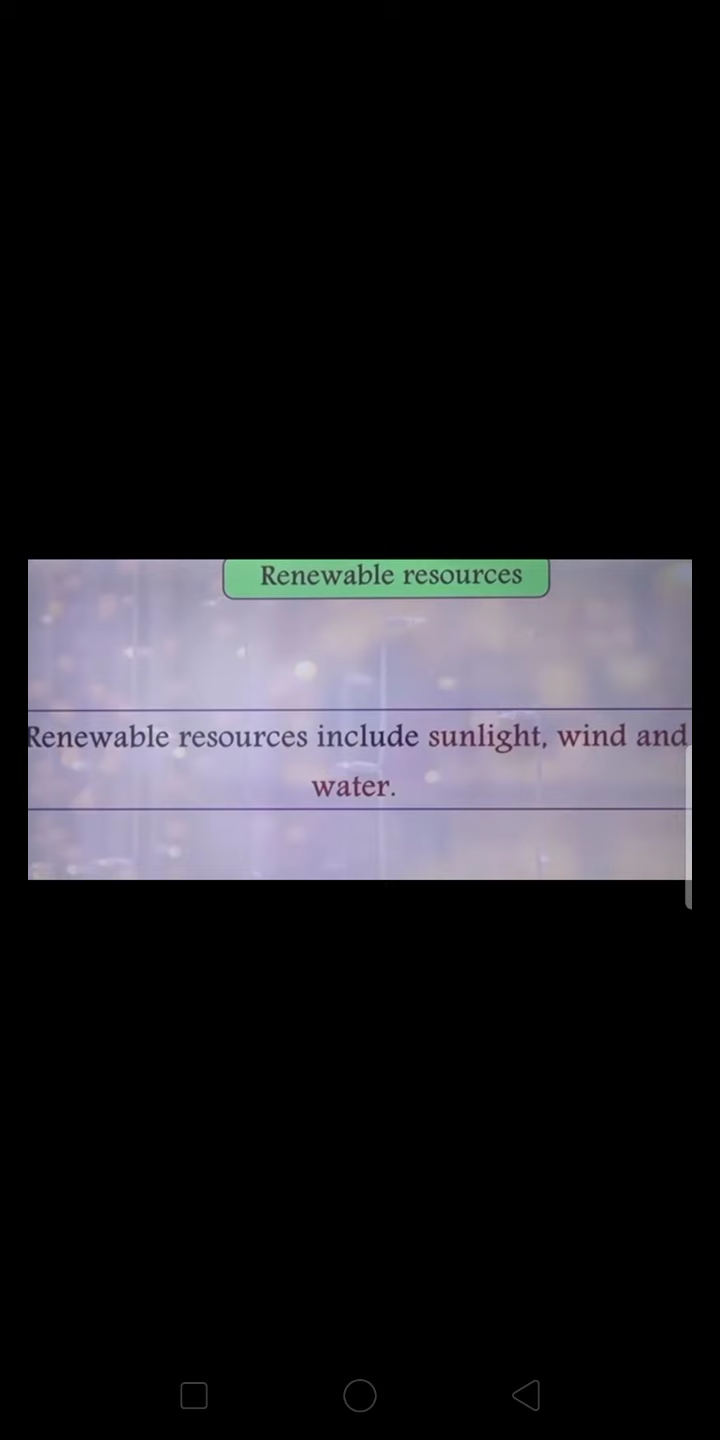 Renewable resources
Renewable resources include sunlight, wind and
water.